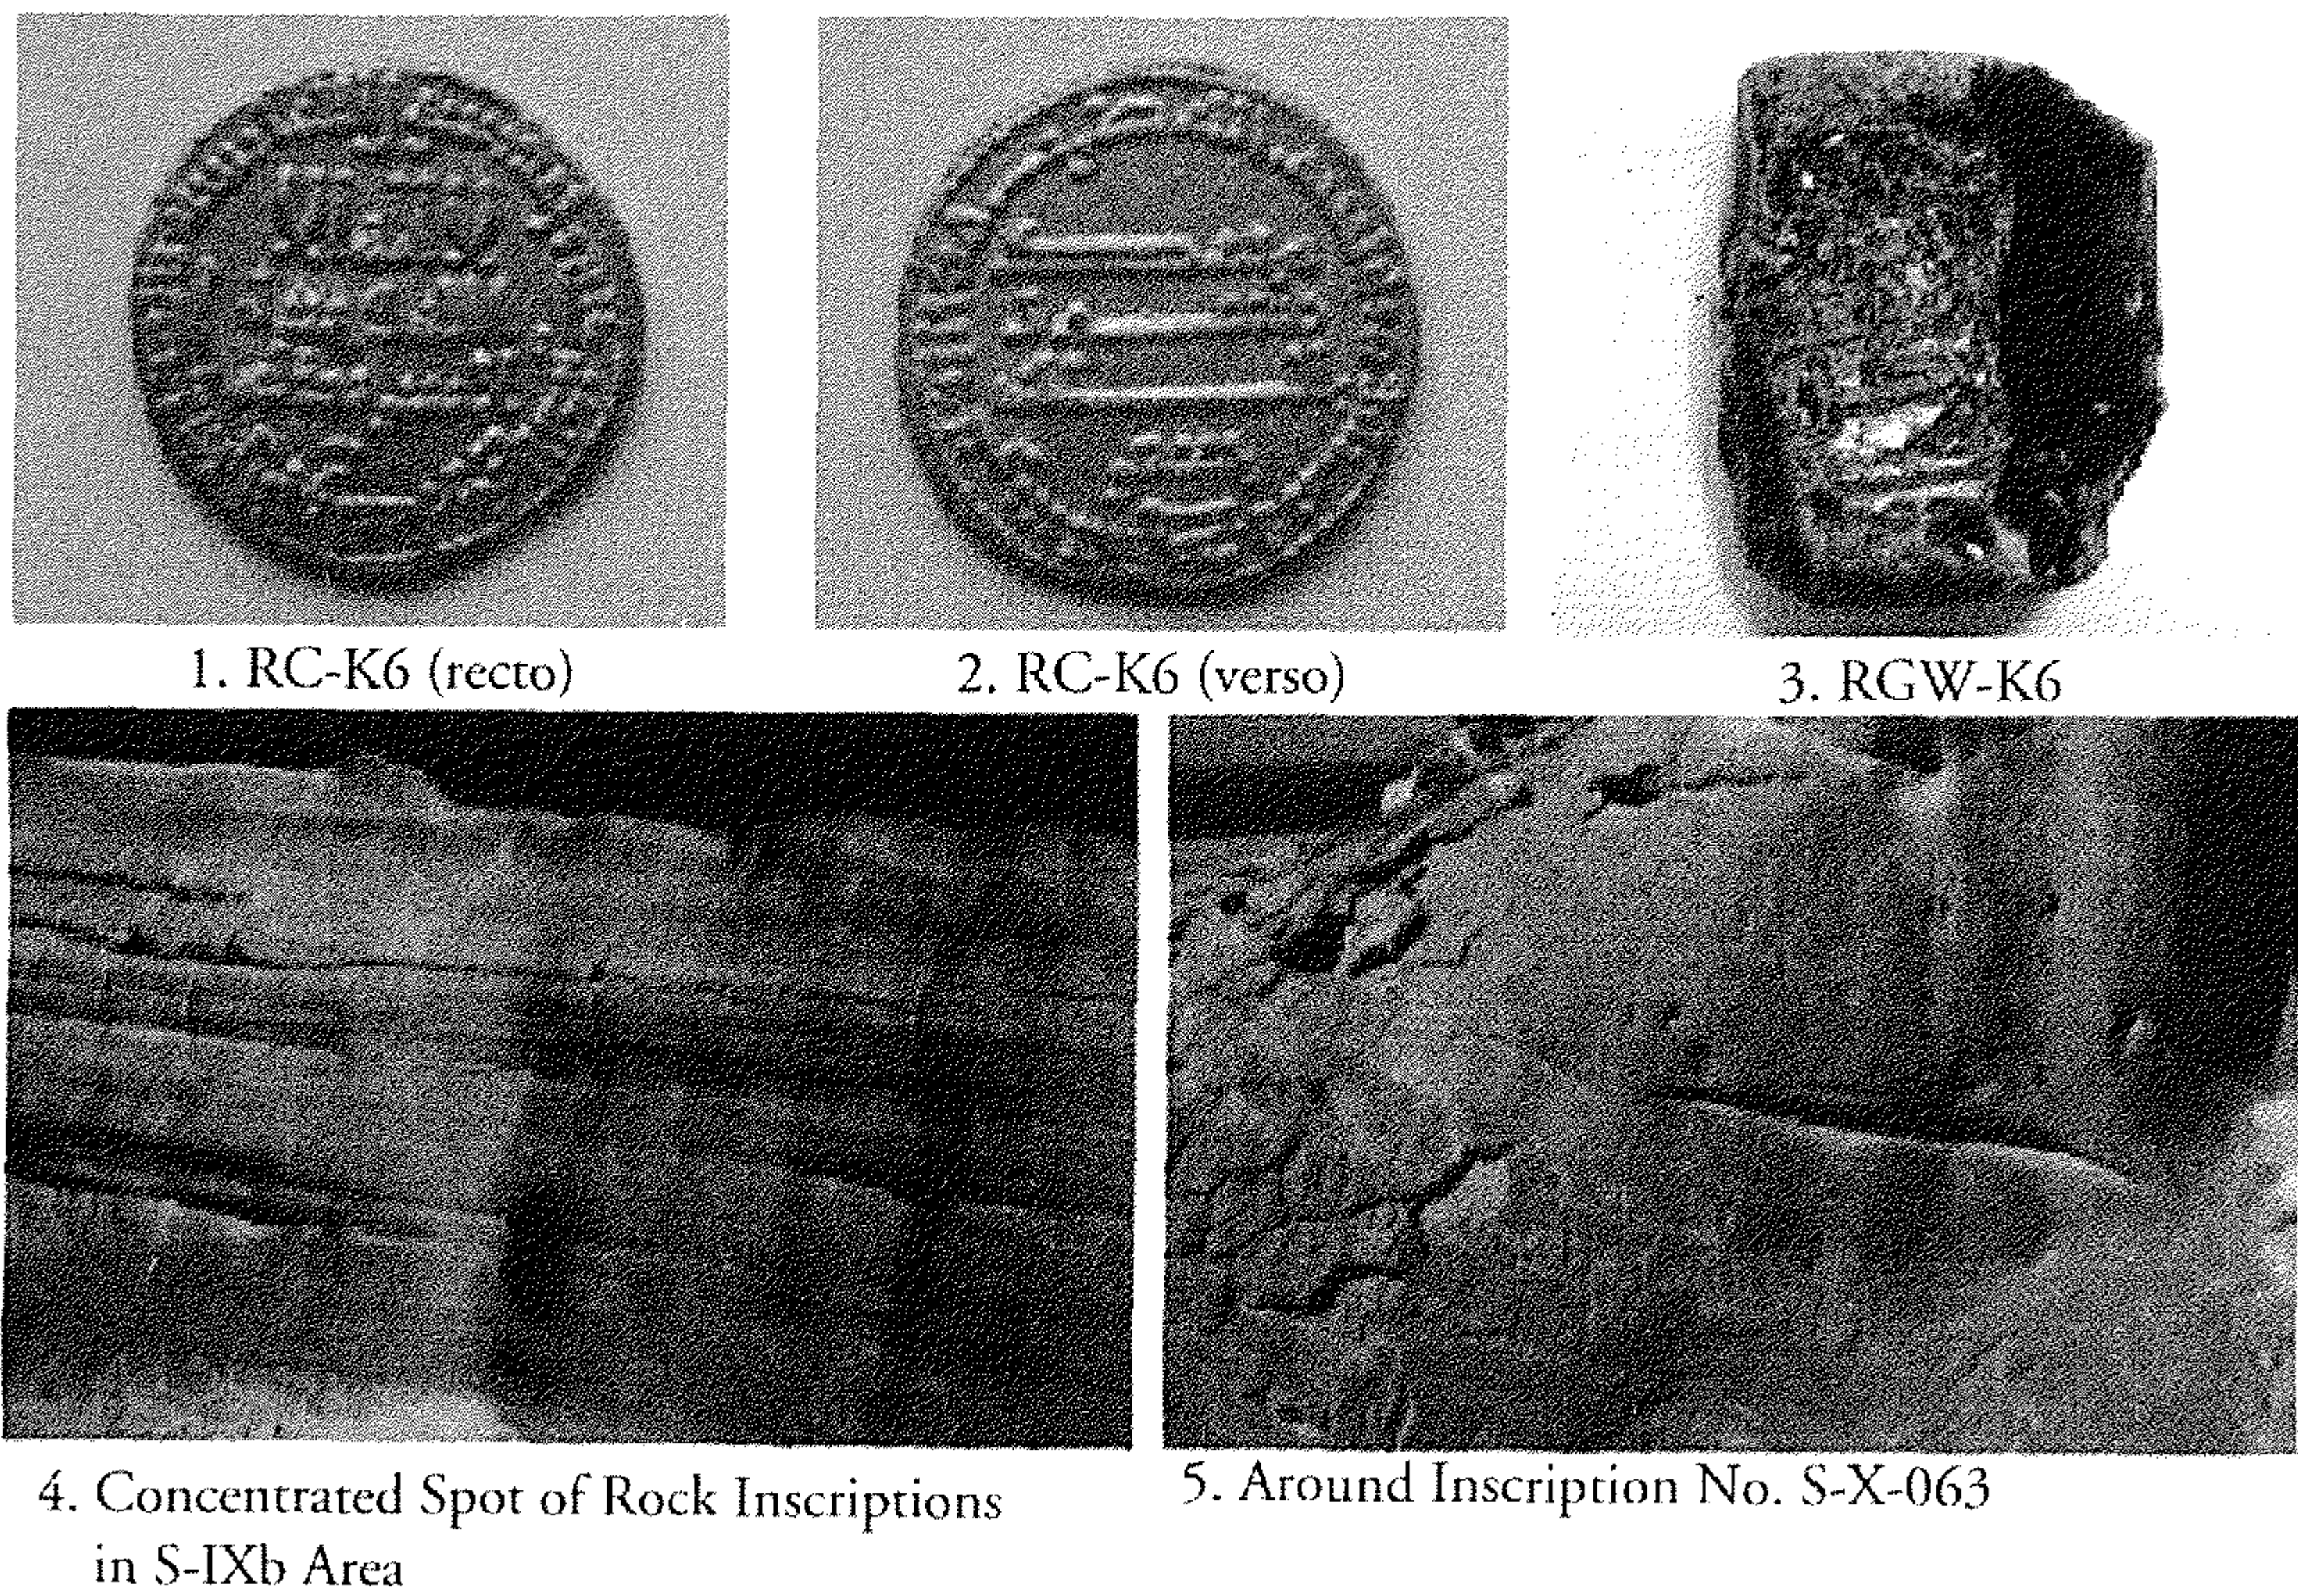 1. RC-K6 (recto)
2. RC-K6 (verso)
3. RGW-K6
4. Concentrated Spot of Rock Inscriptions
in S-IXb Area
5. Around Inscription No. S-X-063